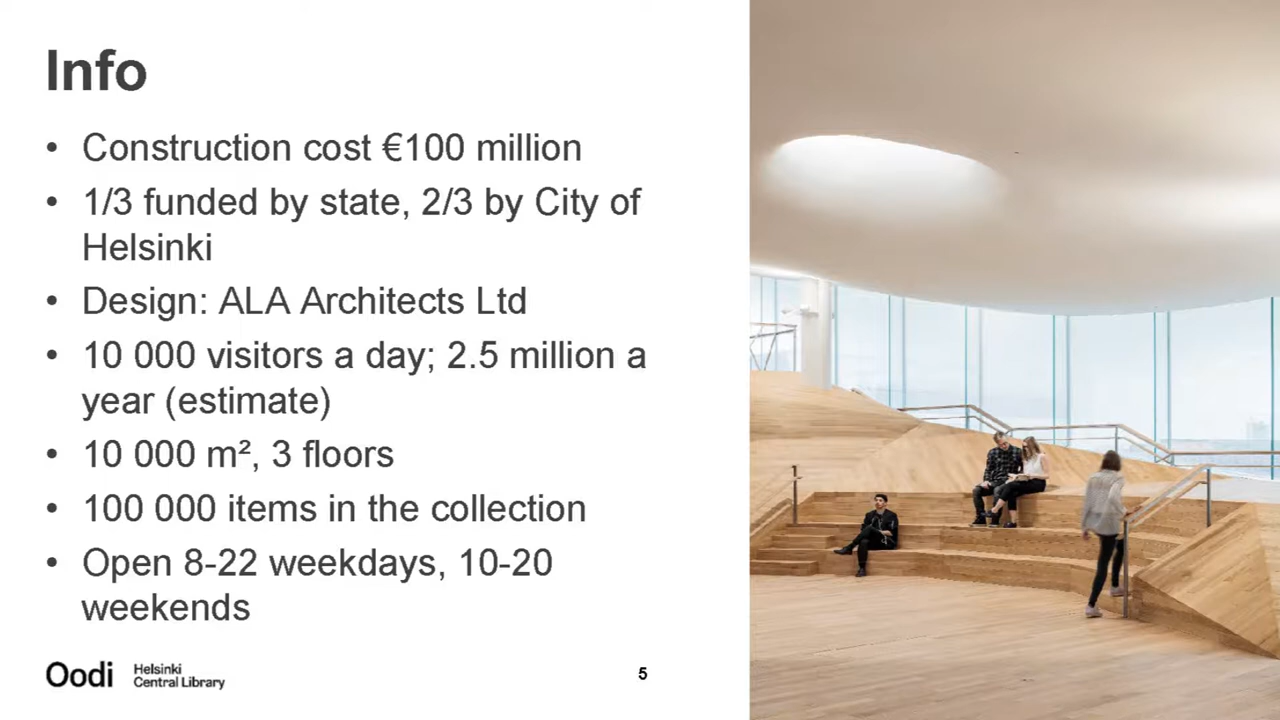 Info
• Construction cost €100 million
• 1/3 funded by state, 2/3 by City of
Helsinki
• Design: ALA Architects Ltd
• 10 000 visitors a day; 2.5 million a
year (estimate)
• 10 000 m², 3 floors
• 100 000 items in the collection
• Open 8-22 weekdays, 10-20
weekends
Oodi
Helsinki
Central Library
5